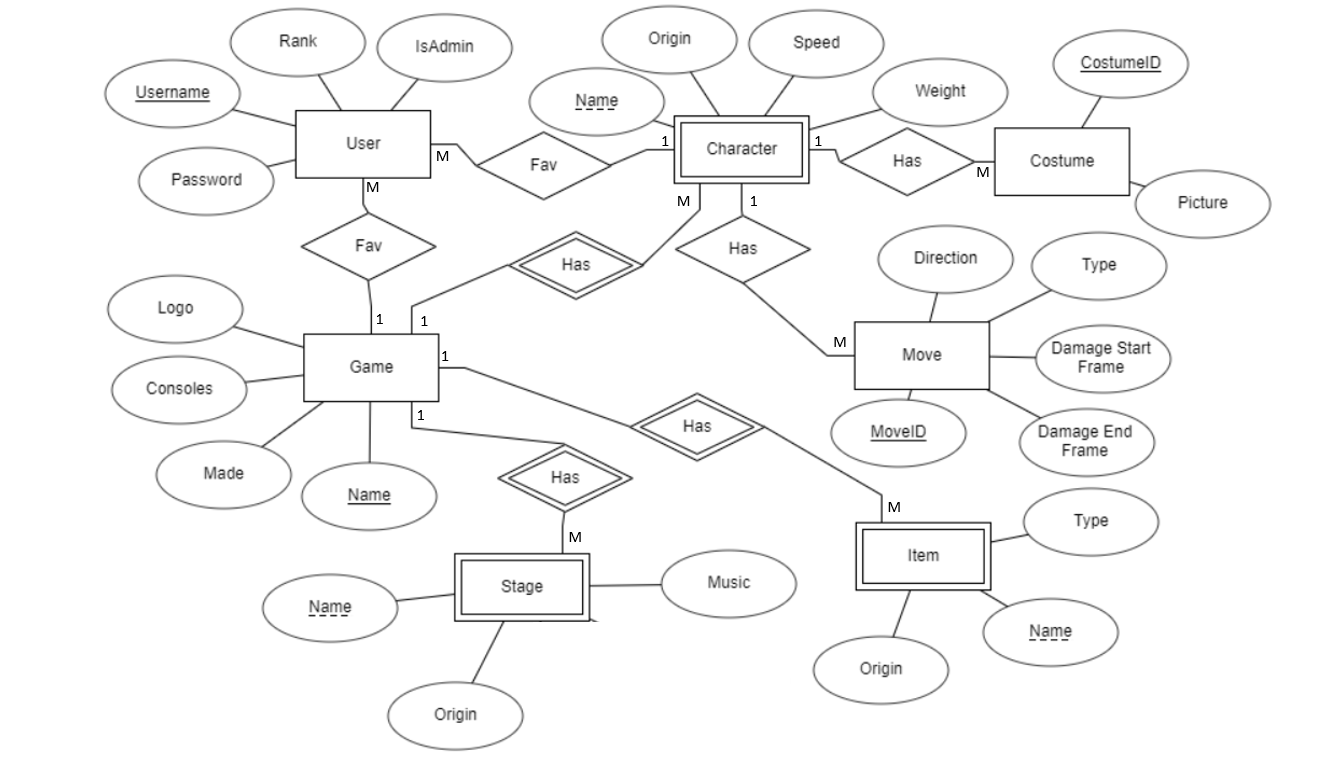 Rank
IsAdmin
Origin
Speed
CostumeID
Username
Name
Weight
User
Character
Costume
1
1
M
Fav
Has
M
Password
M
M
1
Picture
Fav
Has
Has
Direction
Type
Logo
1
1
M
Game
1
Move
Damage Start
Frame
Consoles
1
Has
MoveID
Damage End
Frame
Made
Name
Has
M
Type
M
Item
Stage
Music
Name
Name
Origin
Origin